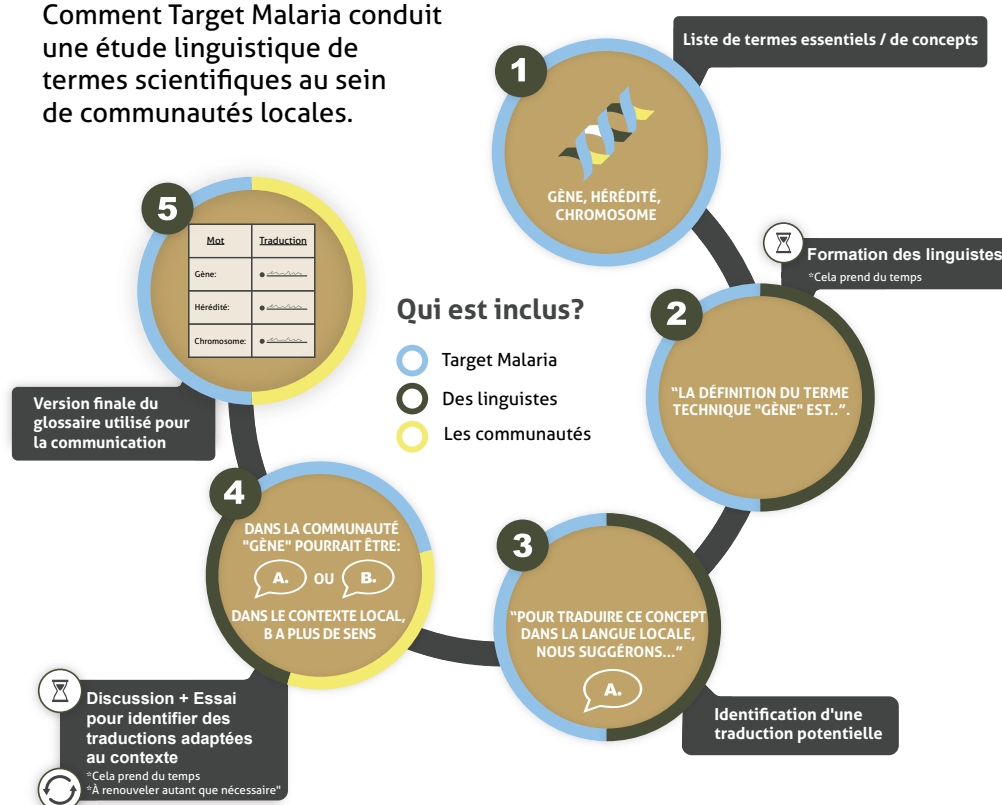 Comment Target Malaria conduit
une étude linguistique de
termes scientifiques au sein
de communautés locales.
1
Liste de termes essentiels / de concepts
GÈNE, HÉRÉDITÉ,
CHROMOSOME
Formation des linguistes
*Cela prend du temps
2
"LA DÉFINITION DU TERME
TECHNIQUE "GÈNE" EST..".
3
"POUR TRADUIRE CE CONCEPT
DANS LA LANGUE LOCALE,
NOUS SUGGÉRONS..."
A.
Identification d'une
traduction potentielle
4
DANS LA COMMUNAUTÉ
"GÈNE" POURRAIT ÊTRE:
A. OU B.
DANS LE CONTEXTE LOCAL,
B A PLUS DE SENS
Discussion + Essai
pour identifier des
traductions adaptées
au contexte
*Cela prend du temps
*À renouveler autant que nécessaire"
5
Mot Traduction
Gène:
Hérédité:
Chromosome:
Version finale du
glossaire utilisé pour
la communication
Qui est inclus?
Target Malaria
Des linguistes
Les communautés